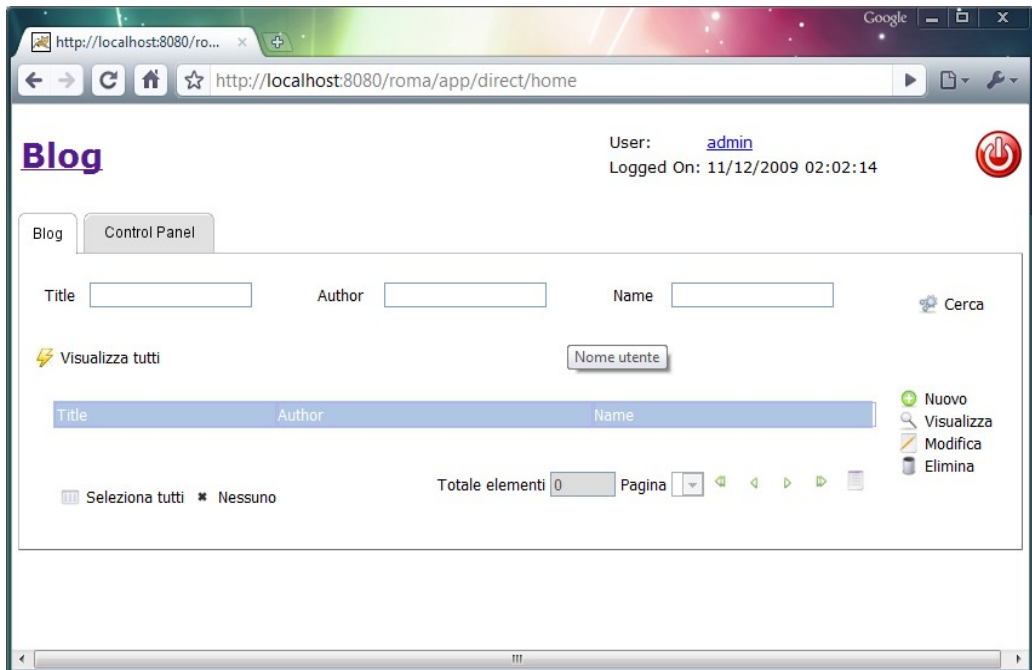 Google
http://localhost:8080/ro...
http://localhost:8080/roma/app/direct/home
Blog
User: admin
Logged On: 11/12/2009 02:02:14
Blog Control Panel
Title Author Name Cerca
Visualizza tutti
Nome utente
Title Author Name
Nuovo
Visualizza
Modifica
Elimina
Seleziona tutti Nessuno
Totale elementi 0 Pagina